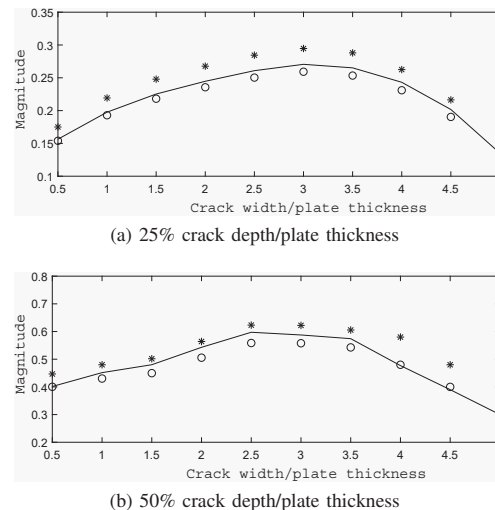 0.35
0.3
0.25
0.2
0.15
0.1
Magnitude
0.5 1 1.5 2 2.5 3 3.5 4 4.5
Crack width/plate thickness
(a) 25% crack depth/plate thickness
0.8
0.7
0.6
0.5
0.4
0.3
0.2
Magnitude
0.5 1.0 1.5 2 2.5 3 3.5 4 4.5
Crack width/plate thickness
(b) 50% crack depth/plate thickness